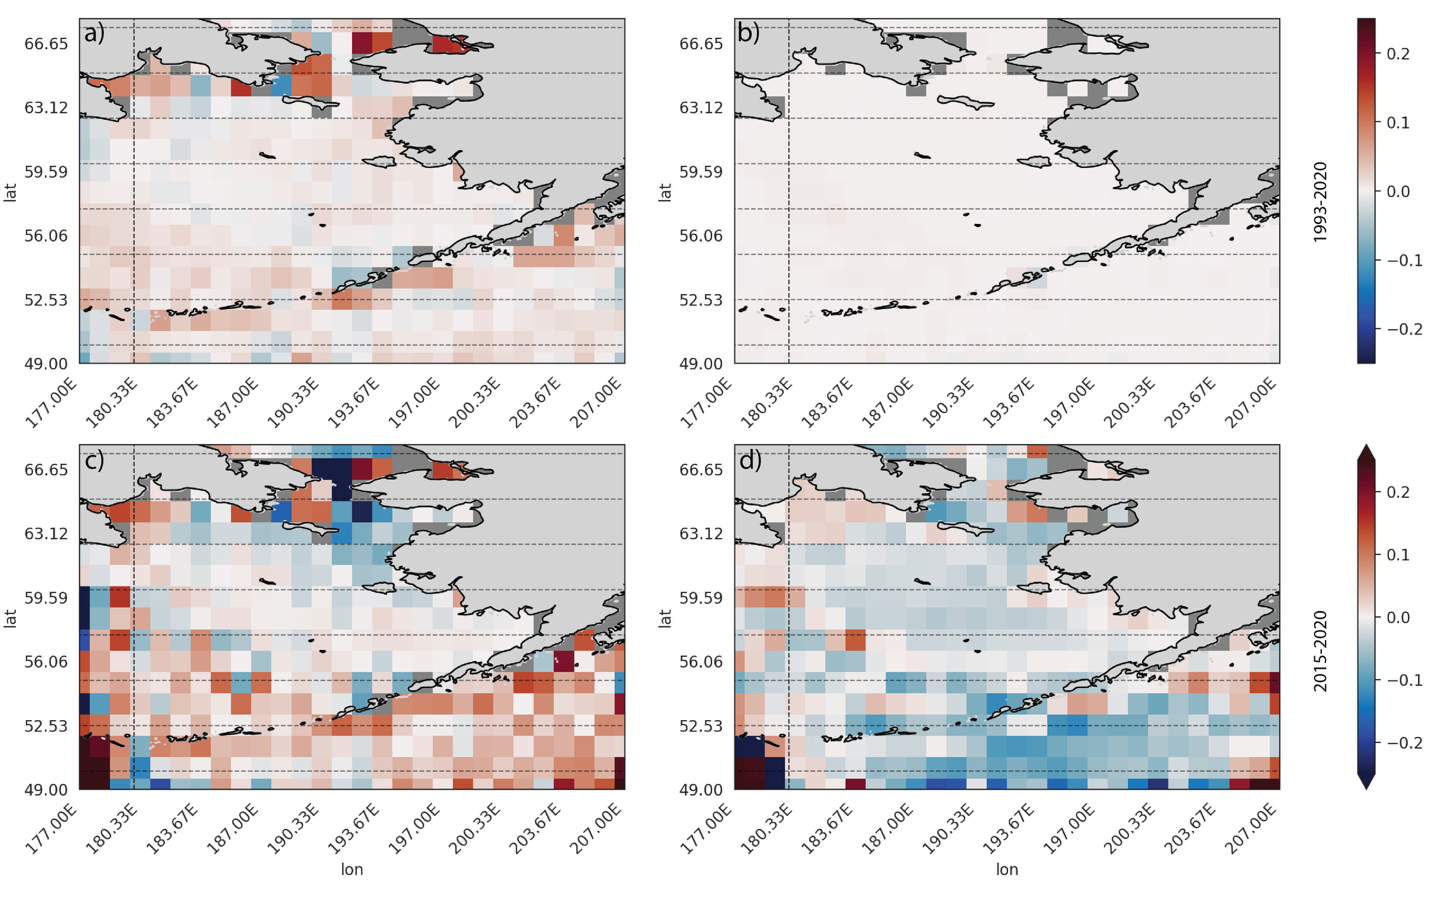 a)
66.65
63.12
59.59
56.06
52.53
49.00
lat
177.00E
180.33E
183.67E
187.00E
190.33E
193.67E
197.00E
200.33E
203.67E
207.00E
b)
66.65
63.12
59.59
56.06
52.53
49.00
lat
177.00E
180.33E
183.67E
187.00E
190.33E
193.67E
197.00E
200.33E
203.67E
207.00E
1993-2020
0.2
0.1
0.0
−0.1
−0.2
c)
66.65
63.12
59.59
56.06
52.53
49.00
lat
177.00E
180.33E
183.67E
187.00E
190.33E
193.67E
197.00E
200.33E
203.67E
207.00E
lon
d)
66.65
63.12
59.59
56.06
52.53
49.00
lat
177.00E
180.33E
183.67E
187.00E
190.33E
193.67E
197.00E
200.33E
203.67E
207.00E
lon
2015-2020
0.2
0.1
0.0
−0.1
−0.2